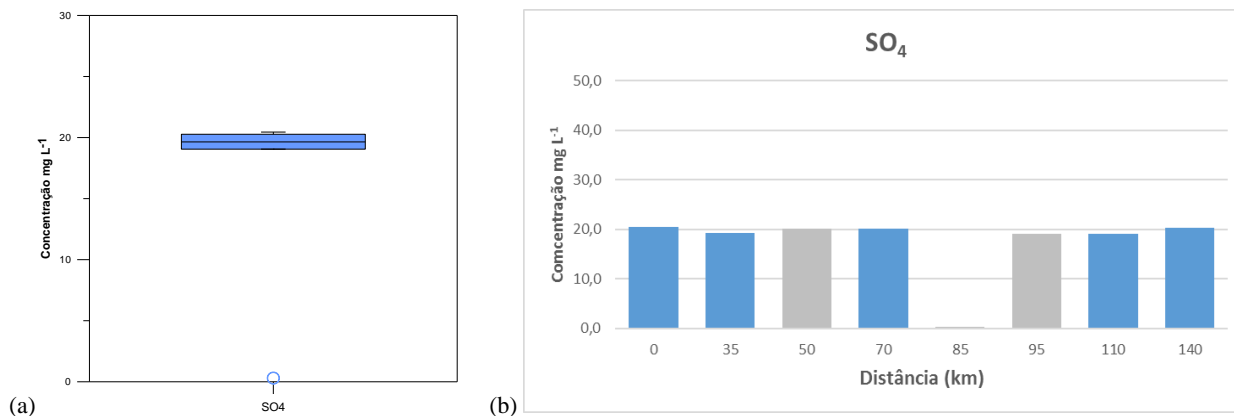 30
20
10
0
Concentração mg L-1
SO4
(a)
SO4
50,0
40,0
30,0
20,0
10,0
0,0
Comcentração mg L-1
0 35 50 70 85 95 110 140
Distância (km)
(b)